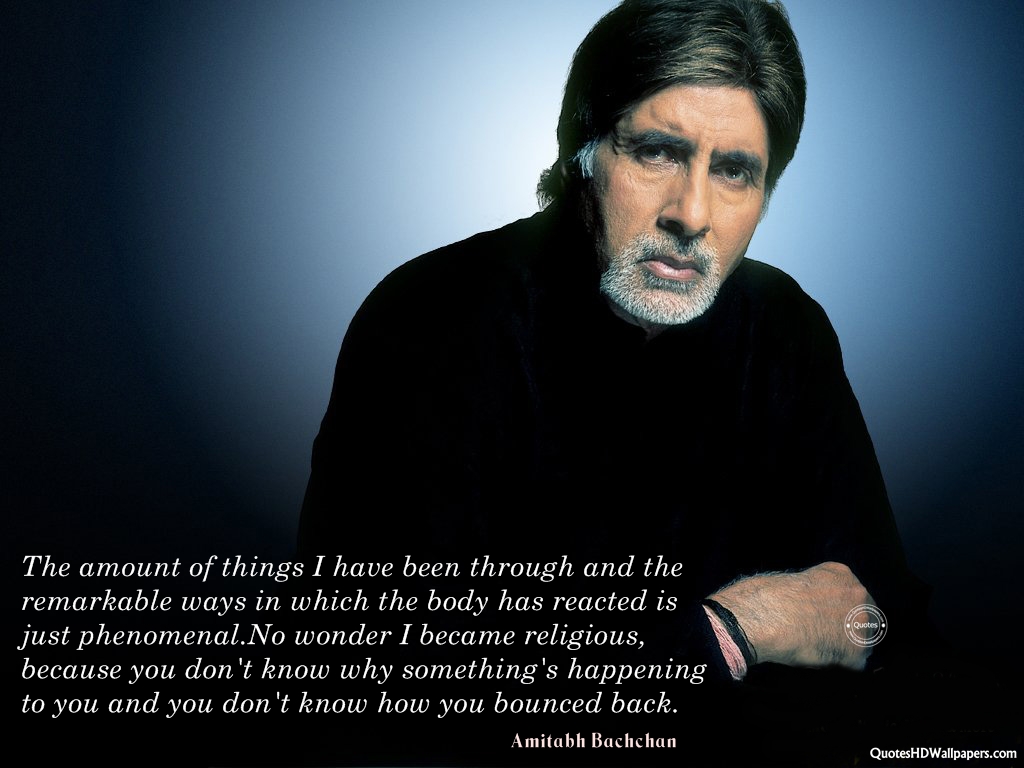 The amount of things I have been through and the
remarkable ways in which the body has reacted is
just phenomenal.No wonder I became religious,
because you don't know why something's happening
to you and you don't know how you bounced back.
Amitabh Bachchan
Quotes
QuotesHDWallpapers.com